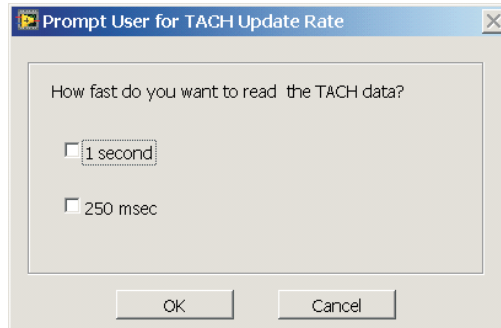 Prompt User for TACH Update Rate
How fast do you want to read the TACH data?
1 second
250 msec
OK Cancel